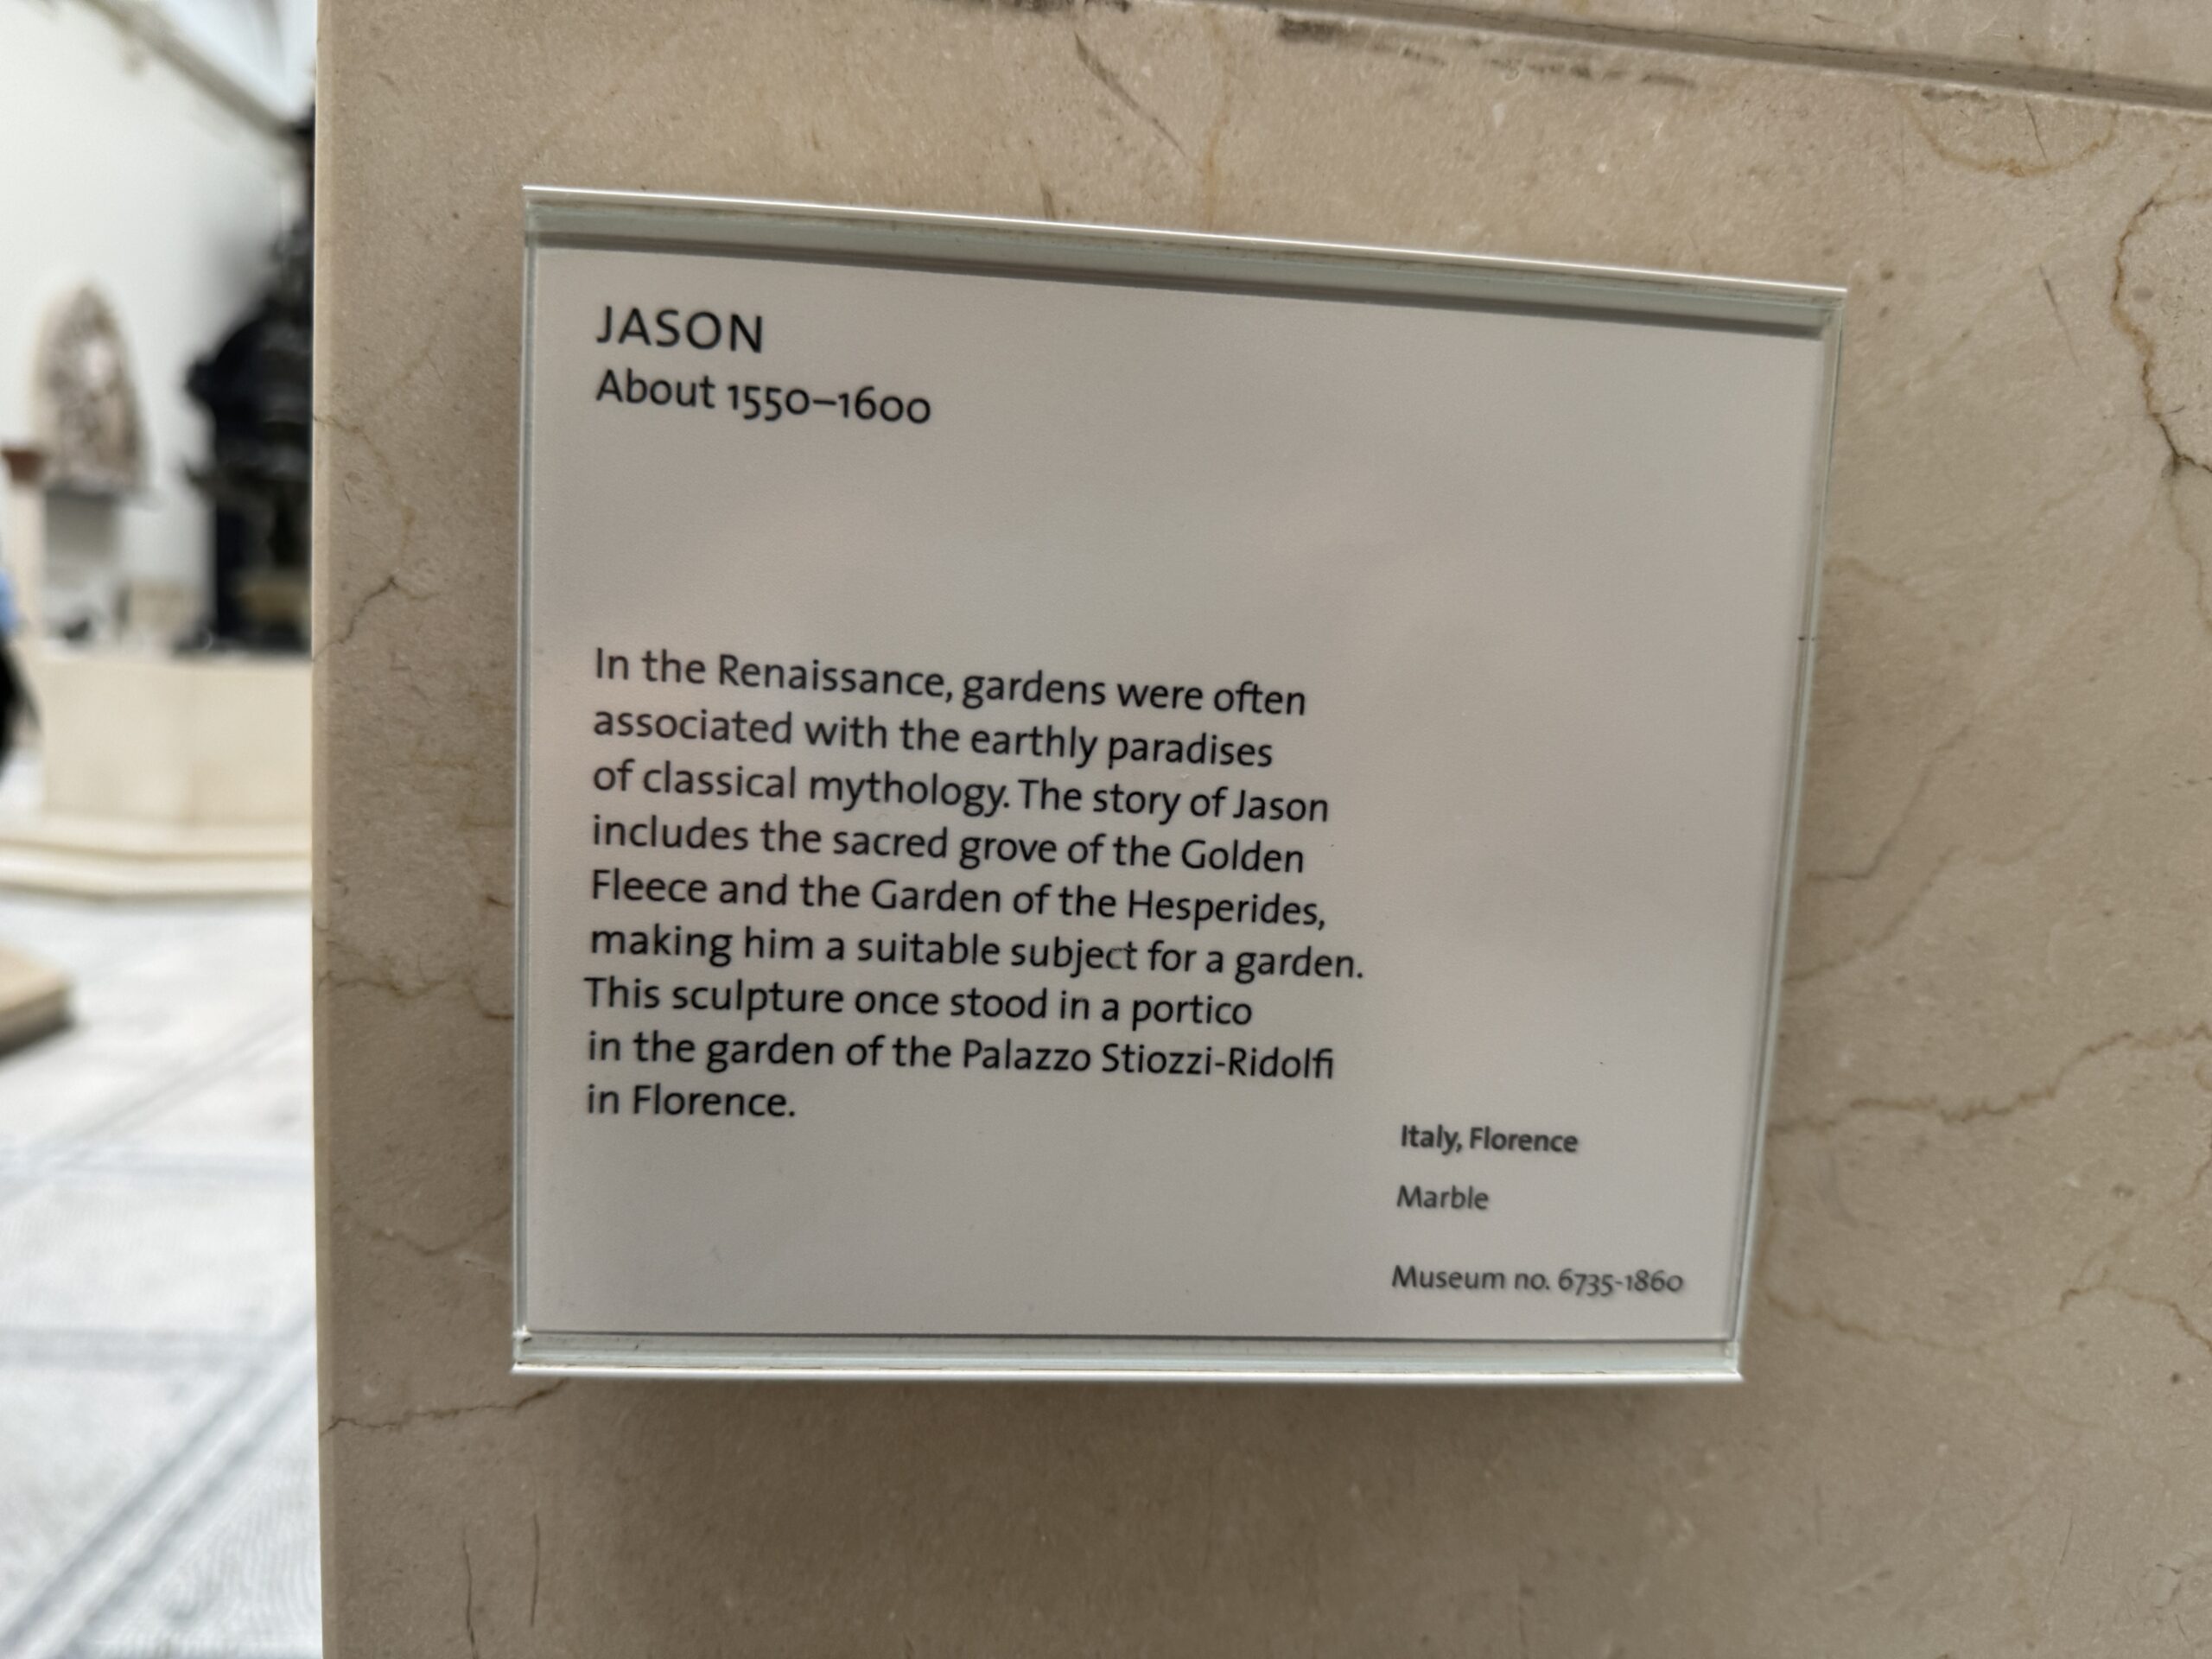 JASON
About 1550–1600
In the Renaissance, gardens were often
associated with the earthly paradises
of classical mythology. The story of Jason
includes the sacred grove of the Golden
Fleece and the Garden of the Hesperides,
making him a suitable subject for a garden.
This sculpture once stood in a portico
in the garden of the Palazzo Stiozzi-Ridolfi
in Florence.
Italy, Florence
Marble
Museum no. 6735-1860